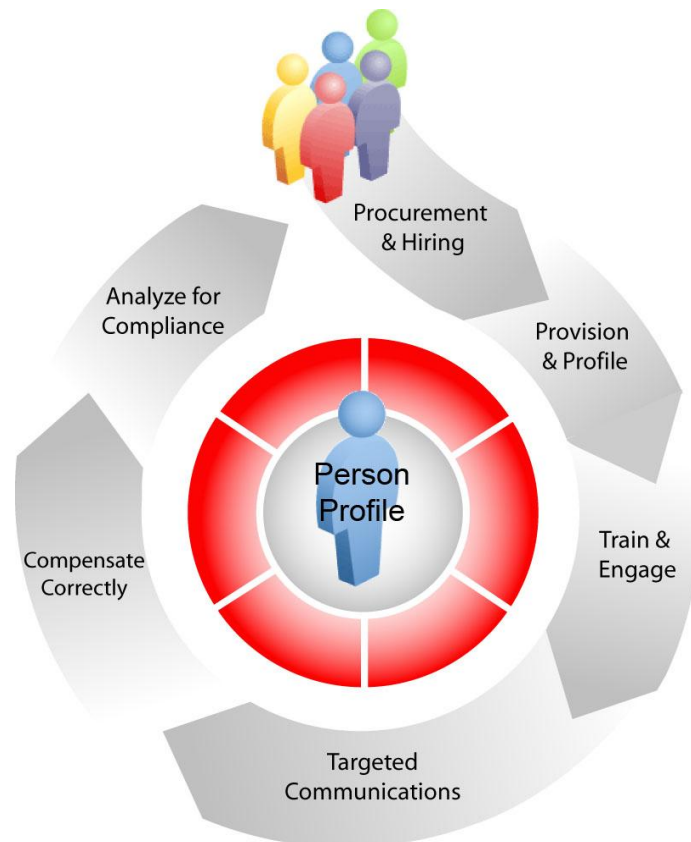 Procurement
& Hiring
Provision
& Profile
Train &
Engage
Targeted
Communications
Compensate
Correctly
Analyze for
Compliance
Person
Profile